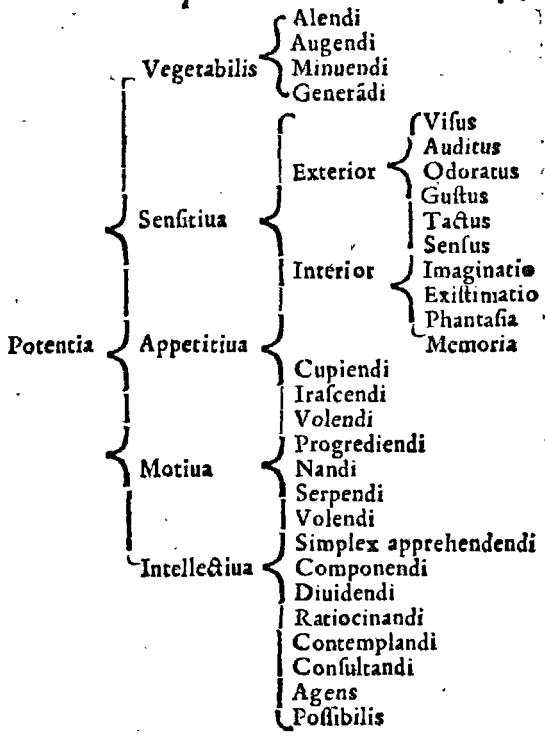 Alendi
Augendi
Vegetabilis
Minuendi
Generādi
Viſus
Auditus
Exterior
Odoratus
Guſtus
Senſitiua
Tactus
Senſus
Interior
Imaginatio
Exiſtimatio
Phantaſia
Potentia
Appetitiua
Memoria
Cupiendi
Iraſcendi
Volendi
Progrediendi
Motiua
Nandi
Serpendi
Volendi
Simplex apprehendendi
Intellectiua
Componendi
Diuidendi
Ratiocinandi
Contemplandi
Conſultandi
Agens
Poſſibilis